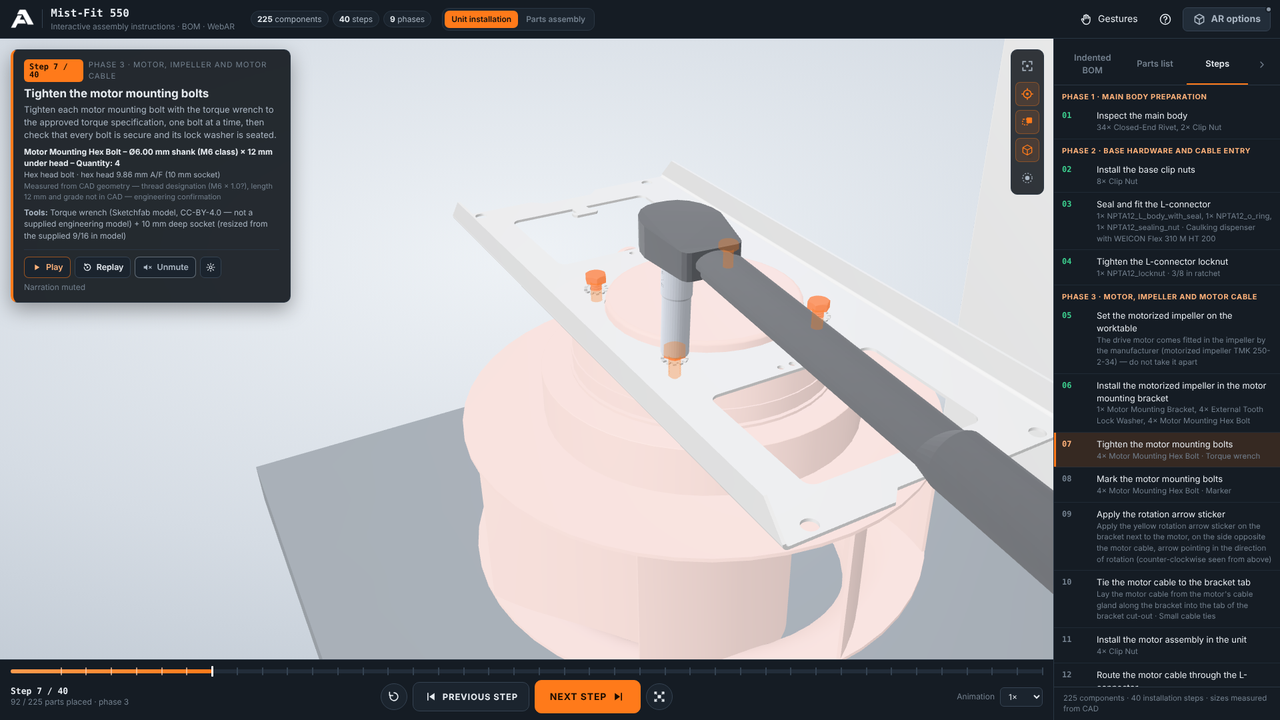 Mist-Fit 550
Interactive assembly instructions · BOM · WebAR
225 components
40 steps
9 phases
Unit installation
Parts assembly
Gestures
AR options
Step 7 / 40
PHASE 3 · MOTOR, IMPELLER AND MOTOR CABLE
Tighten the motor mounting bolts
Tighten each motor mounting bolt with the torque wrench to
the approved torque specification, one bolt at a time, then
check that every bolt is secure and its lock washer is seated.
Motor Mounting Hex Bolt – Ø6.00 mm shank (M6 class) × 12 mm
under head – Quantity: 4
Hex head bolt · hex head 9.86 mm A/F (10 mm socket)
Measured from CAD geometry — thread designation (M6 × 1.0?), length
12 mm and grade not in CAD — engineering confirmation
Tools: Torque wrench (Sketchfab model, CC-BY-4.0 — not a
supplied engineering model) + 10 mm deep socket (resized from
the supplied 9/16 in model)
Play
Replay
Unmute
Narration muted
Indented BOM
Parts list
Steps
PHASE 1 · MAIN BODY PREPARATION
01 Inspect the main body
34× Closed-End Rivet, 2× Clip Nut
PHASE 2 · BASE HARDWARE AND CABLE ENTRY
02 Install the base clip nuts
8× Clip Nut
03 Seal and fit the L-connector
1× NPTA12_L_body_with_seal, 1× NPTA12_o_ring,
1× NPTA12_sealing_nut · Caulking dispenser
with WEICON Flex 310 M HT 200
04 Tighten the L-connector locknut
1× NPTA12_locknut · 3/8 in ratchet
PHASE 3 · MOTOR, IMPELLER AND MOTOR CABLE
05 Set the motorized impeller on the
worktable
The drive motor comes fitted in the impeller by
the manufacturer (motorized impeller TMK 250-
2-34) — do not take it apart
06 Install the motorized impeller in the motor
mounting bracket
1× Motor Mounting Bracket, 4× External Tooth
Lock Washer, 4× Motor Mounting Hex Bolt
07 Tighten the motor mounting bolts
4× Motor Mounting Hex Bolt · Torque wrench
08 Mark the motor mounting bolts
4× Motor Mounting Hex Bolt · Marker
09 Apply the rotation arrow sticker
Apply the yellow rotation arrow sticker on the
bracket next to the motor, on the side opposite
the motor cable, arrow pointing in the direction
of rotation (counter-clockwise seen from above)
10 Tie the motor cable to the bracket tab
Lay the motor cable from the motor's cable
gland along the bracket into the tab of the
bracket cut-out · Small cable ties
11 Install the motor assembly in the unit
4× Clip Nut
12 Route the motor cable through the L-
225 components · 40 installation steps · sizes measured
from CAD
Step 7 / 40
92 / 225 parts placed · phase 3
PREVIOUS STEP
NEXT STEP
Animation
1×